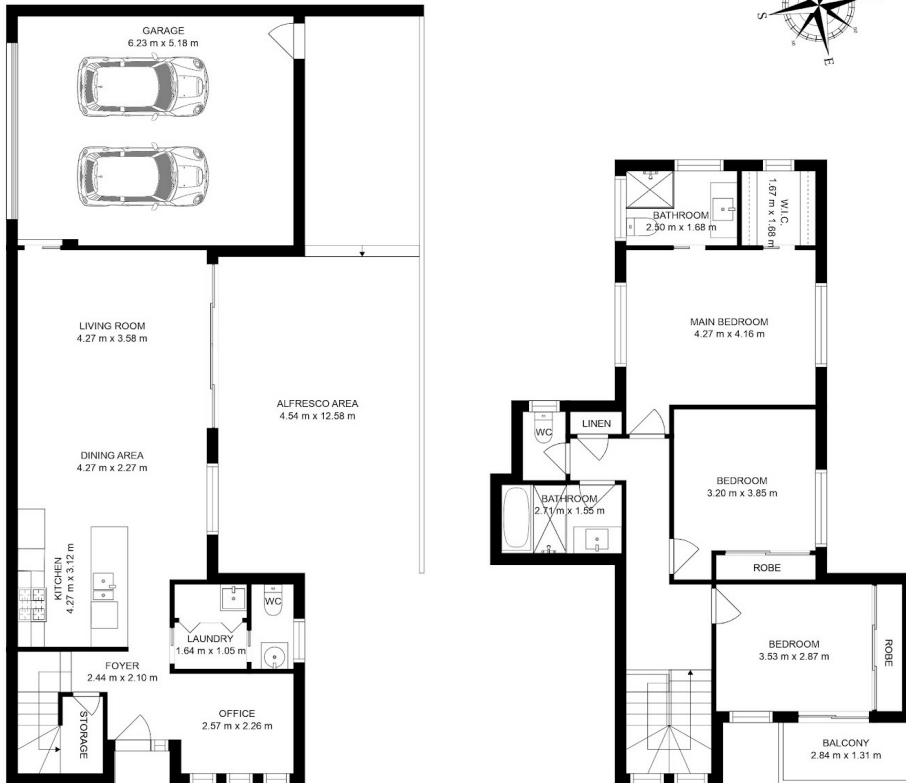 GARAGE
6.23 m x 5.18 m
S
E
LIVING ROOM
4.27 m x 3.58 m
DINING AREA
4.27 m x 2.27 m
ALFRESCO AREA
4.54 m x 12.58 m
KITCHEN
4.27 m x 3.12 m
WC
LAUNDRY
1.64 m x 1.05 m
FOYER
2.44 m x 2.10 m
STORAGE
OFFICE
2.57 m x 2.26 m
BATHROOM
2.50 m x 1.68 m
W.I.C.
1.67 m x 1.68 m
MAIN BEDROOM
4.27 m x 4.16 m
WC
LINEN
BEDROOM
3.20 m x 3.85 m
BATHROOM
2.71 m x 1.55 m
ROBE
BEDROOM
3.53 m x 2.87 m
ROBE
BALCONY
2.84 m x 1.31 m